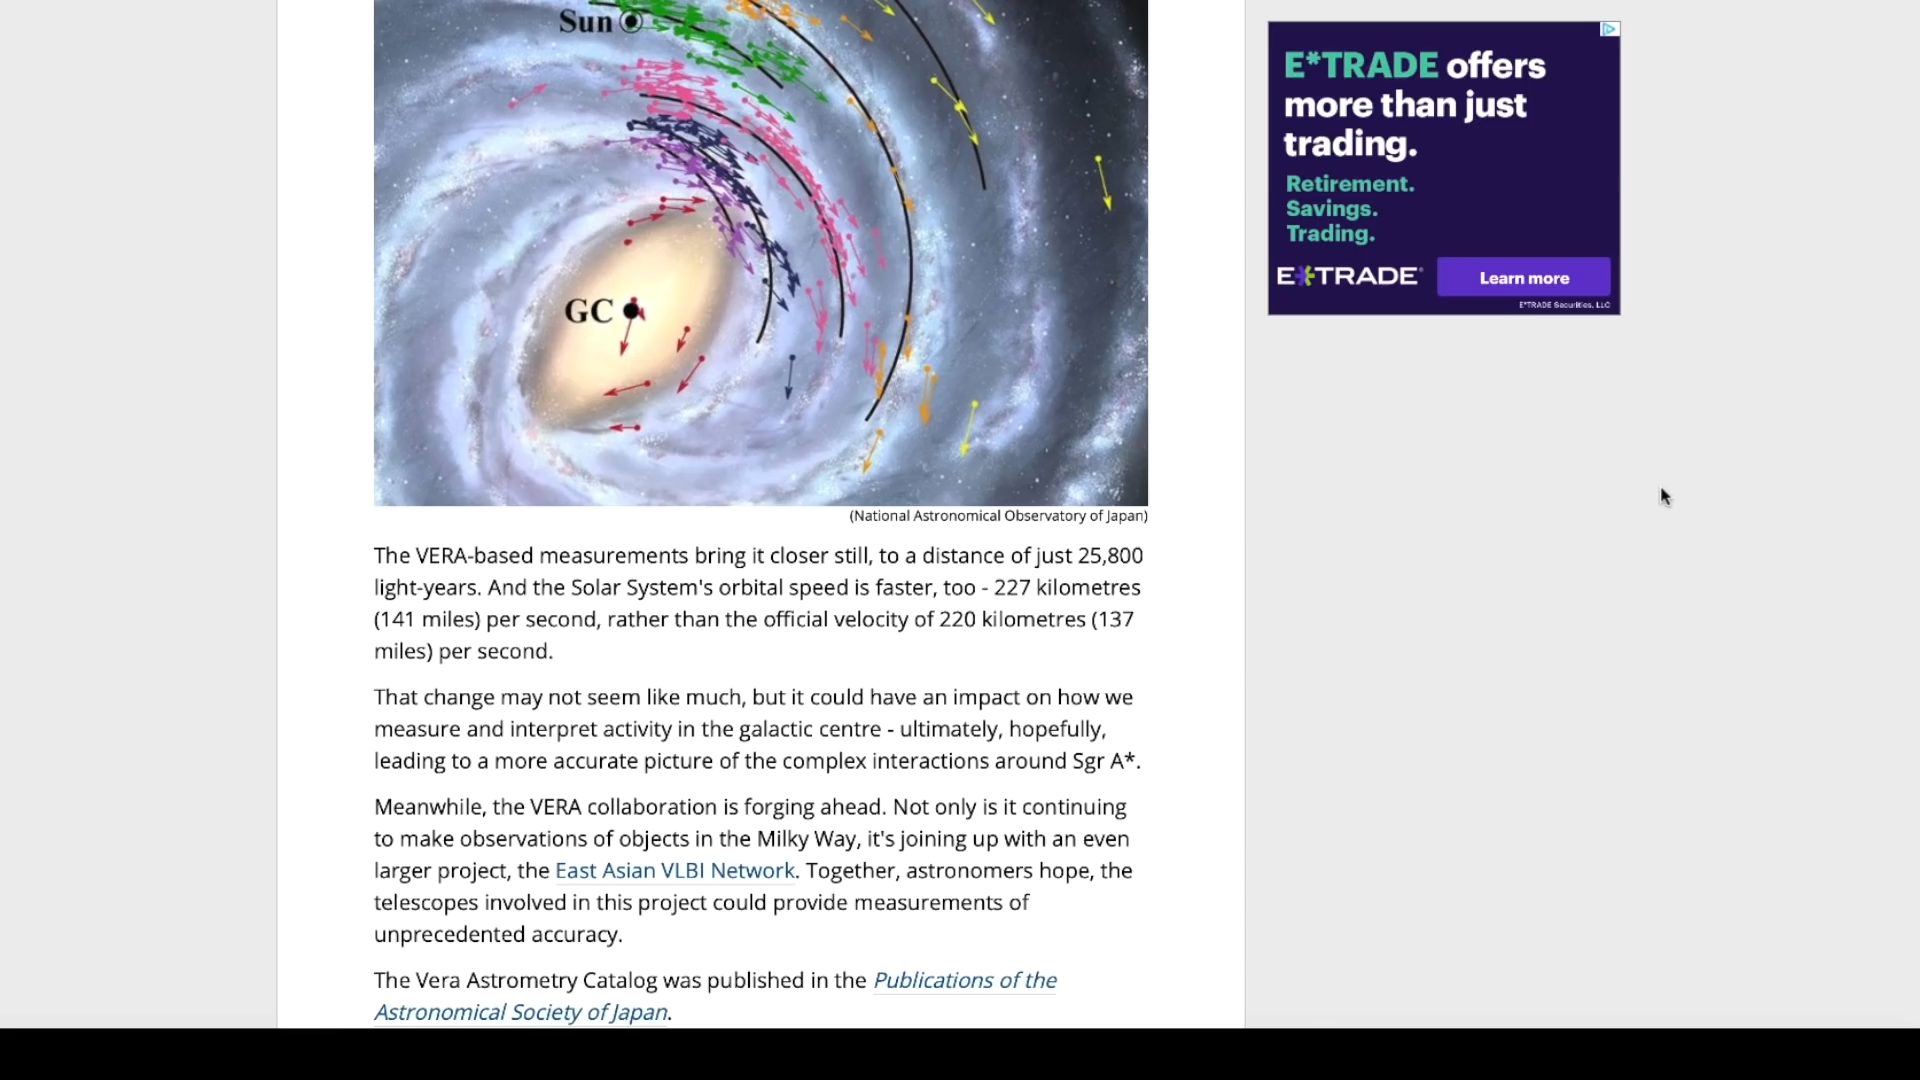 Sun
GC
(National Astronomical Observatory of Japan)
The VERA-based measurements bring it closer still, to a distance of just 25,800
light-years. And the Solar System's orbital speed is faster, too - 227 kilometres
(141 miles) per second, rather than the official velocity of 220 kilometres (137
miles) per second.
That change may not seem like much, but it could have an impact on how we
measure and interpret activity in the galactic centre - ultimately, hopefully,
leading to a more accurate picture of the complex interactions around Sgr A*.
Meanwhile, the VERA collaboration is forging ahead. Not only is it continuing
to make observations of objects in the Milky Way, it's joining up with an even
larger project, the East Asian VLBI Network. Together, astronomers hope, the
telescopes involved in this project could provide measurements of
unprecedented accuracy.
The Vera Astrometry Catalog was published in the Publications of the
Astronomical Society of Japan.
E*TRADE offers
more than just
trading.
Retirement.
Savings.
Trading.
E*TRADE®
Learn more
E*TRADE Securities, LLC